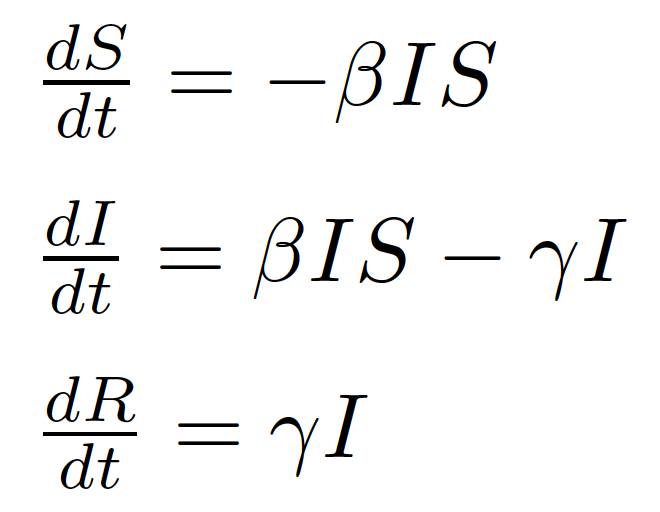 dS/dt = −βIS
dI/dt = βIS − γI
dR/dt = γI